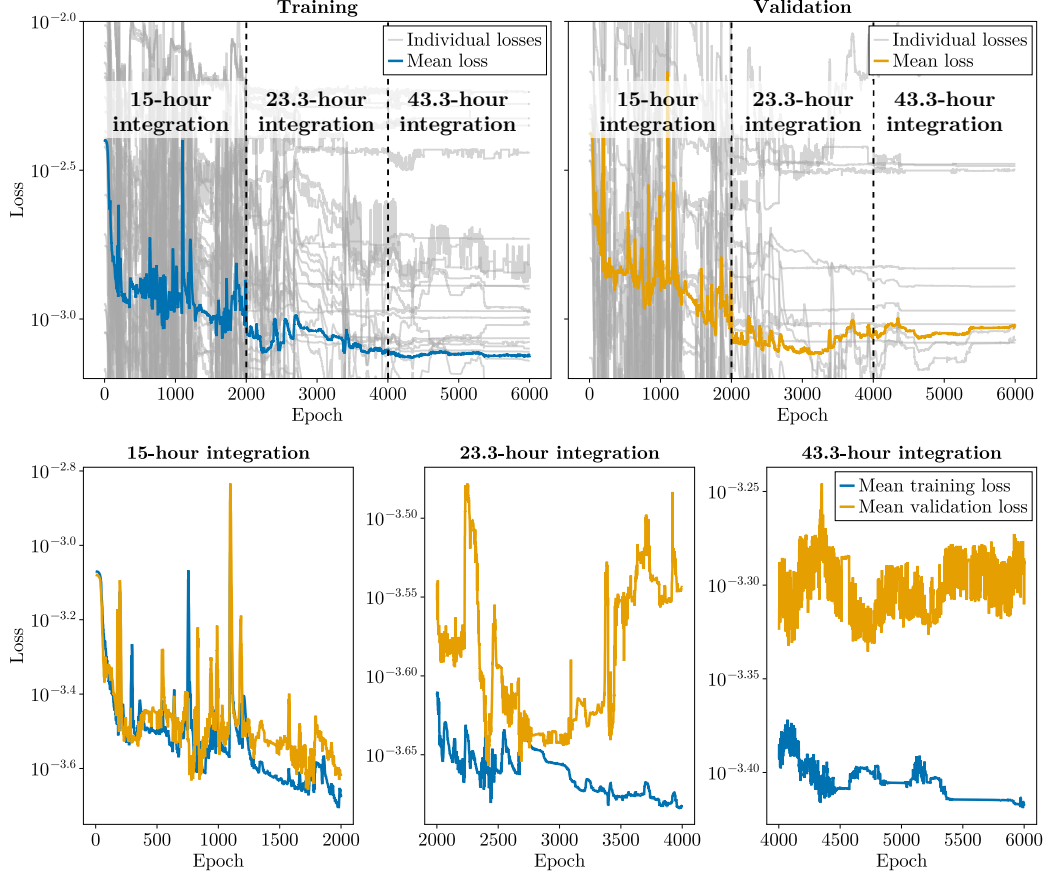 Training
Validation
10^−2.0
10^−2.5
10^−3.0
Loss
Individual losses
Mean loss
15-hour integration
23.3-hour integration
43.3-hour integration
0 1000 2000 3000 4000 5000 6000
Epoch
Individual losses
Mean loss
15-hour integration
23.3-hour integration
43.3-hour integration
0 1000 2000 3000 4000 5000 6000
Epoch
15-hour integration
10^−2.8
10^−3.0
10^−3.2
10^−3.4
10^−3.6
Loss
0 500 1000 1500 2000
Epoch
23.3-hour integration
10^−3.50
10^−3.55
10^−3.60
10^−3.65
2000 2500 3000 3500 4000
Epoch
43.3-hour integration
10^−3.25
10^−3.30
10^−3.35
10^−3.40
Mean training loss
Mean validation loss
4000 4500 5000 5500 6000
Epoch